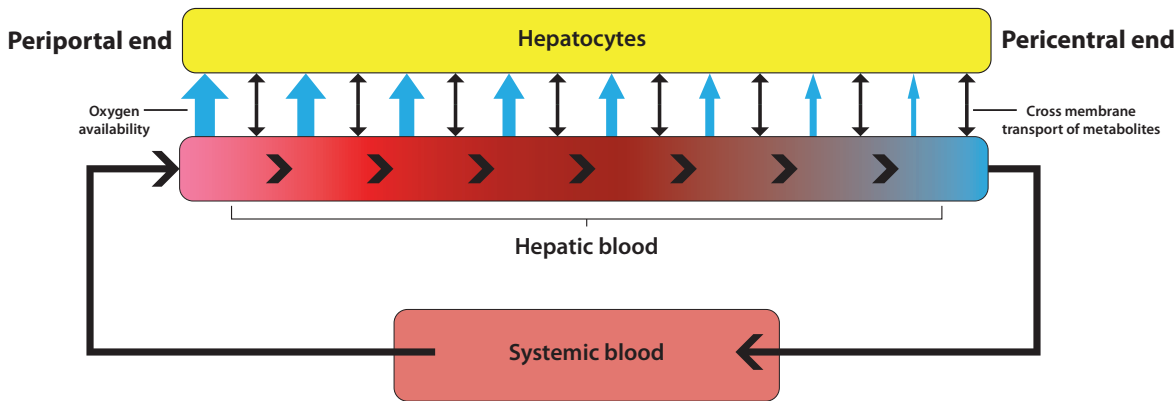 Hepatocytes
Periportal end
Pericentral end
Oxygen
availability
Cross membrane
transport of metabolites
Hepatic blood
Systemic blood